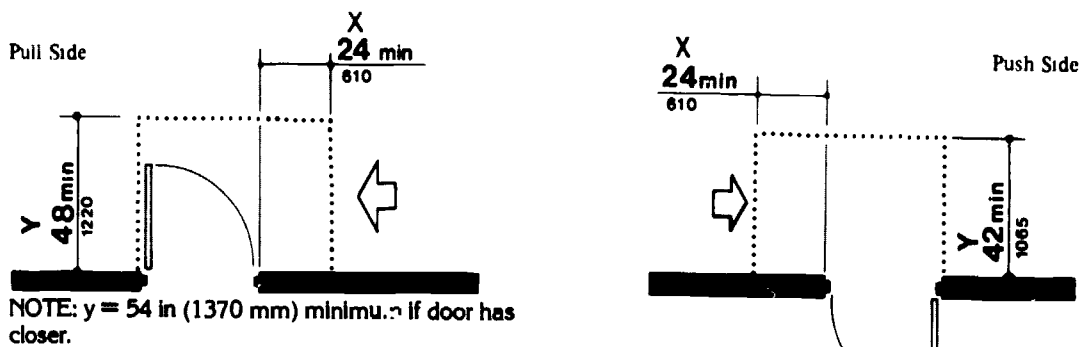 Pull Side
X
24 min
610
Y
48 min
1220
NOTE: y = 54 in (1370 mm) minimu.n if door has
closer.
X
24 min
610
Push Side
Y
42 min
1065